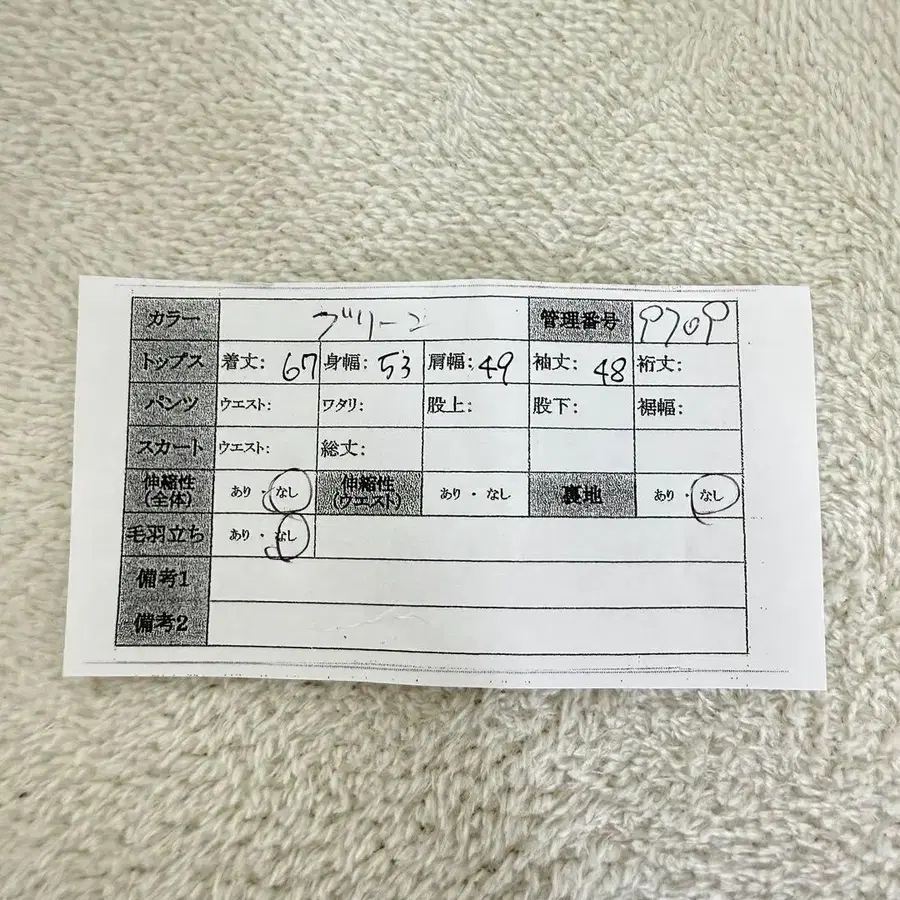 カラー グリーン 管理番号 9709
トップス 着丈: 67 身幅: 53 肩幅: 49 袖丈: 48 裄丈:
パンツ ウエスト: ワタリ: 股上: 股下: 裾幅:
スカート ウエスト: 総丈:
伸縮性(全体) あり ・ なし 伸縮性(ウエスト) あり ・ なし 裏地 あり ・ なし
毛羽立ち あり ・ なし
備考1
備考2